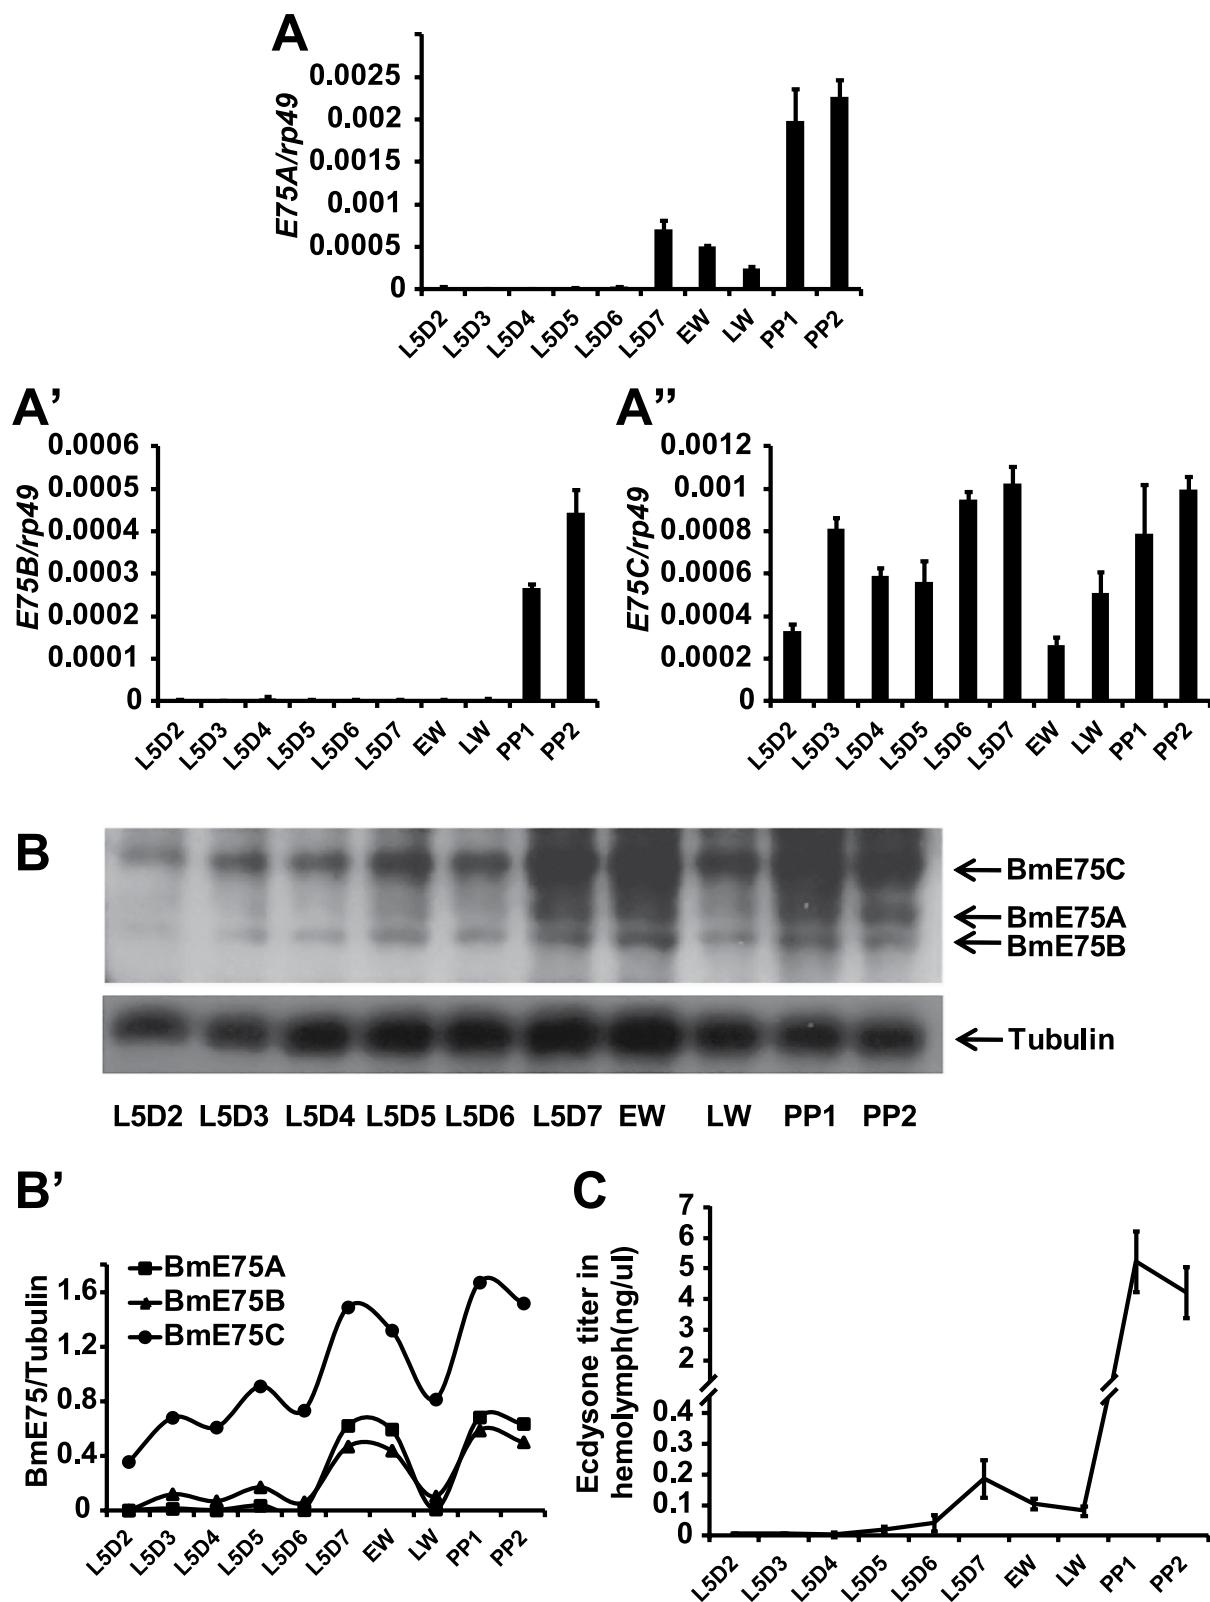 A
E75A/rp49
0.0025
0.002
0.0015
0.001
0.0005
0
L5D2 L5D3 L5D4 L5D5 L5D6 L5D7 EW LW PP1 PP2
A’
E75B/rp49
0.0006
0.0005
0.0004
0.0003
0.0002
0.0001
0
L5D2 L5D3 L5D4 L5D5 L5D6 L5D7 EW LW PP1 PP2
A”
E75C/rp49
0.0012
0.001
0.0008
0.0006
0.0004
0.0002
0
L5D2 L5D3 L5D4 L5D5 L5D6 L5D7 EW LW PP1 PP2
B
BmE75C
BmE75A
BmE75B
Tubulin
L5D2 L5D3 L5D4 L5D5 L5D6 L5D7 EW LW PP1 PP2
B’
BmE75/Tubulin
BmE75A
BmE75B
BmE75C
1.6
1.2
0.8
0.4
0
L5D2 L5D3 L5D4 L5D5 L5D6 L5D7 EW LW PP1 PP2
C
Ecdysone titer in
hemolymph(ng/ul)
7
6
5
4
3
2
0.4
0.3
0.2
0.1
0
L5D2 L5D3 L5D4 L5D5 L5D6 L5D7 EW LW PP1 PP2